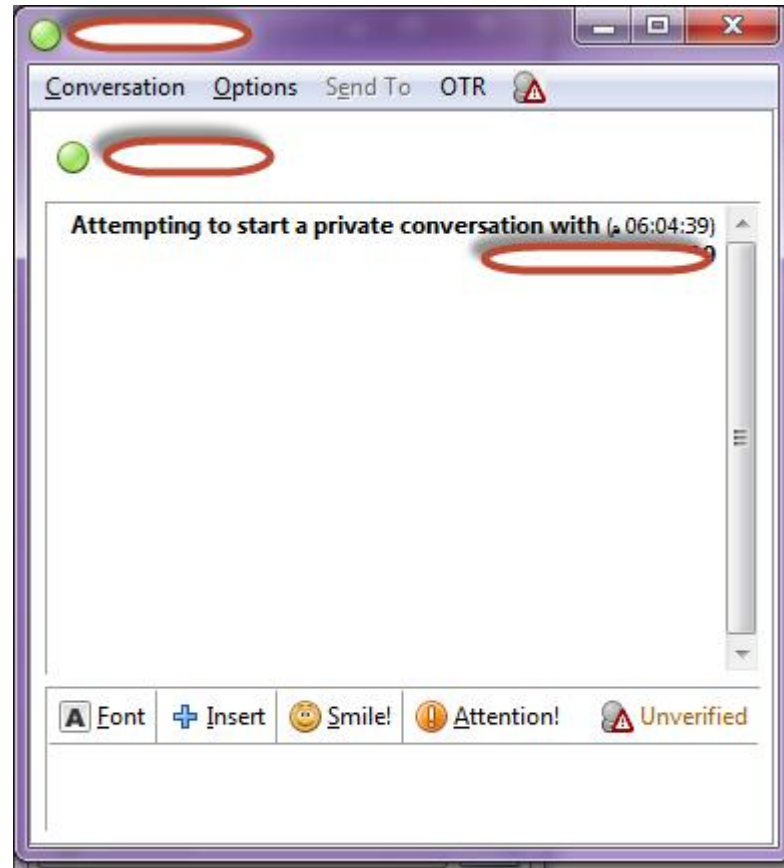 Conversation Options Send To OTR
Attempting to start a private conversation with (06:04:39 م)
Font Insert Smile! Attention! Unverified